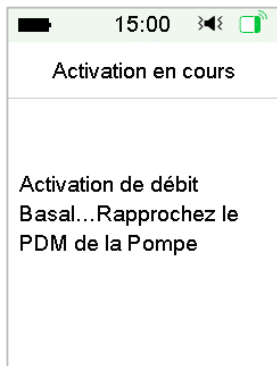 15:00
Activation en cours
Activation de débit
Basal...Rapprochez le
PDM de la Pompe